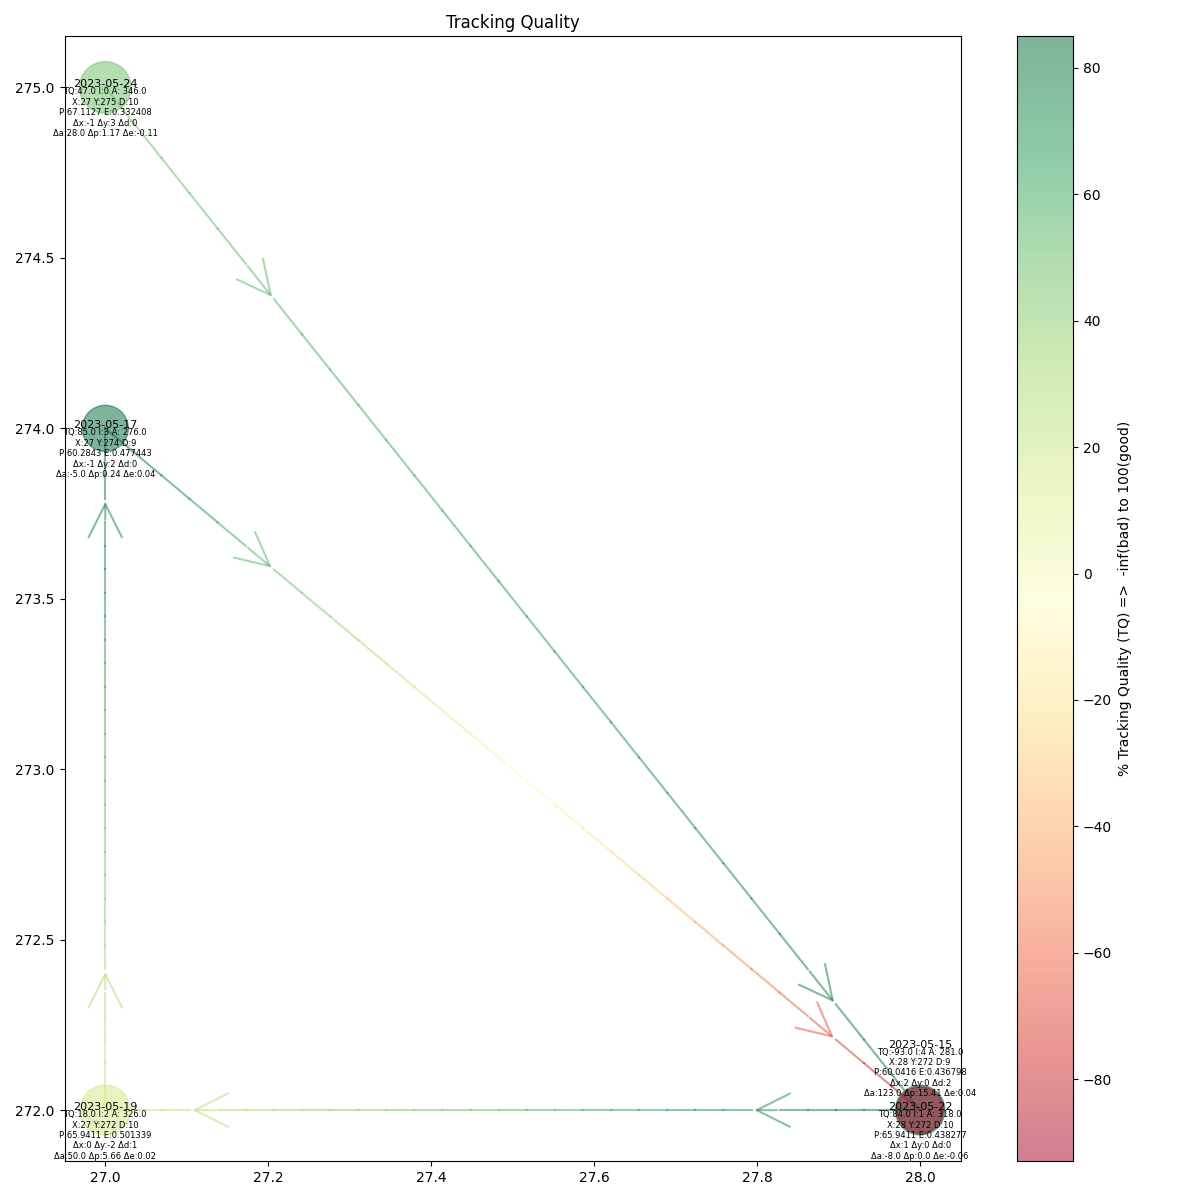 Tracking Quality
2023-05-24
TQ:47.0 I:0 A: 346.0
X:27 Y:275 D:10
P:67.1127 E:0.332408
Δx:-1 Δy:3 Δd:0
Δa:28.0 Δp:1.17 Δe:-0.11
2023-05-17
TQ:85.0 I:3 A: 276.0
X:27 Y:274 D:9
P:60.2843 E:0.477443
Δx:-1 Δy:2 Δd:0
Δa:-5.0 Δp:0.24 Δe:0.04
2023-05-15
TQ:-93.0 I:4 A: 281.0
X:28 Y:272 D:9
P:60.0416 E:0.436798
Δx:2 Δy:0 Δd:2
Δa:123.0 Δp:15.41 Δe:0.04
2023-05-19
TQ:18.0 I:2 A: 326.0
X:27 Y:272 D:10
P:65.9411 E:0.501339
Δx:0 Δy:-2 Δd:1
Δa:50.0 Δp:5.66 Δe:0.02
2023-05-22
TQ:84.0 I:1 A: 318.0
X:28 Y:272 D:10
P:65.9411 E:0.438277
Δx:1 Δy:0 Δd:0
Δa:-8.0 Δp:0.0 Δe:-0.06
275.0
274.5
274.0
273.5
273.0
272.5
272.0
27.0
27.2
27.4
27.6
27.8
28.0
80
60
40
20
0
−20
−40
−60
−80
% Tracking Quality (TQ) => -inf(bad) to 100(good)